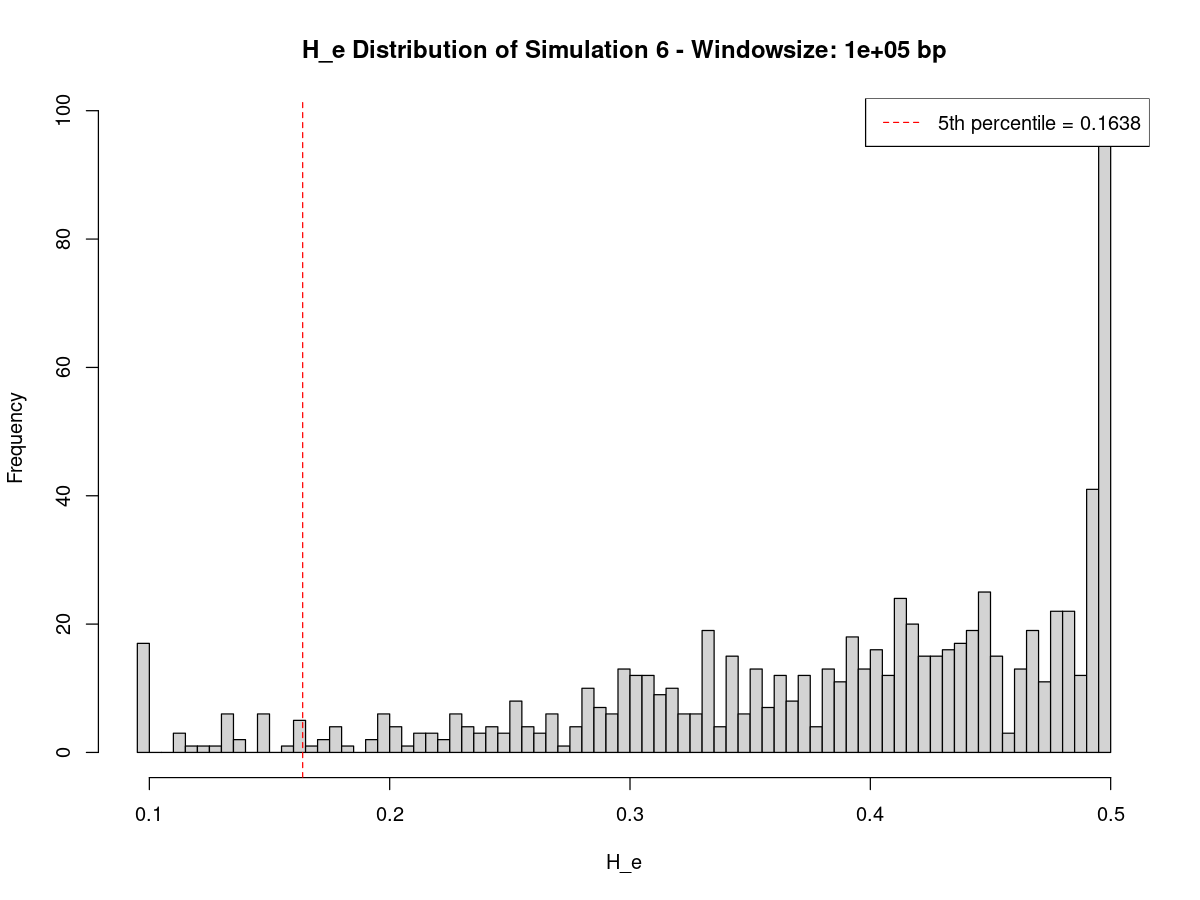 H_e Distribution of Simulation 6 - Windowsize: 1e+05 bp
5th percentile = 0.1638
100
80
60
40
20
0
Frequency
0.1 0.2 0.3 0.4 0.5
H_e